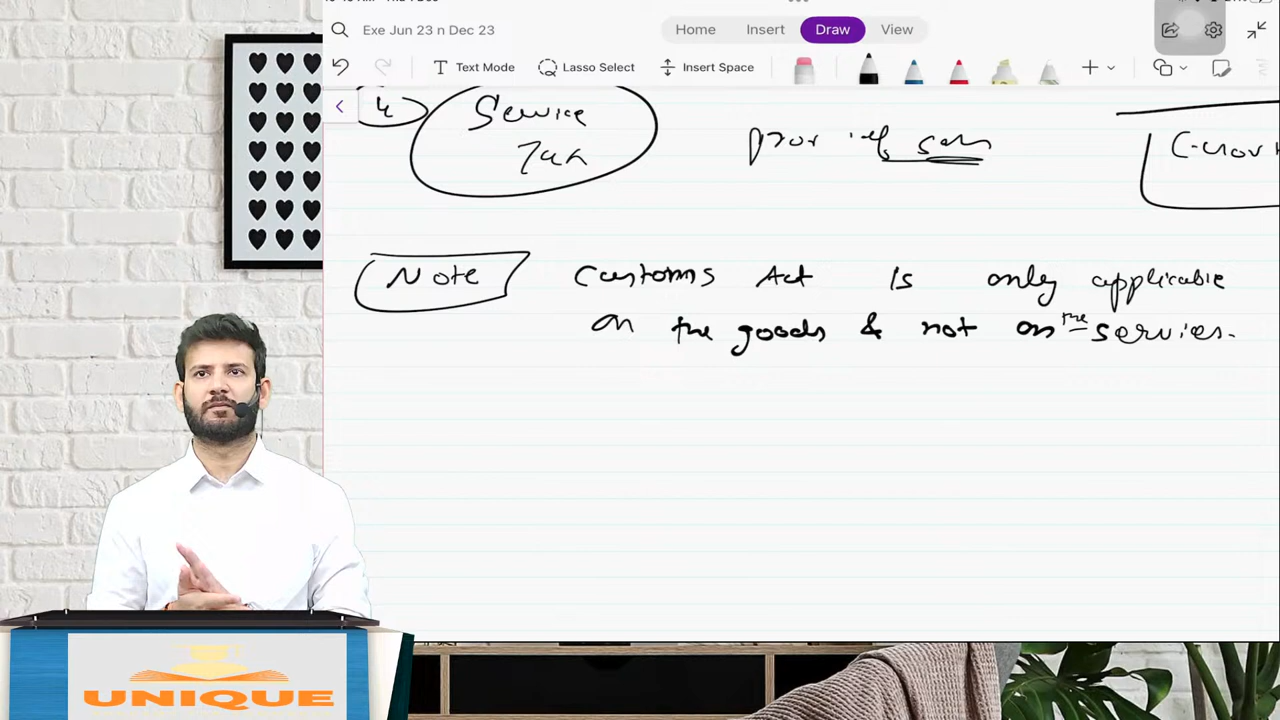 Exe Jun 23 n Dec 23
Home Insert Draw View
Text Mode Lasso Select Insert Space
4
Service
Tax
Note Customs Act Is only applicable
on the goods & not on the services.
UNIQUE